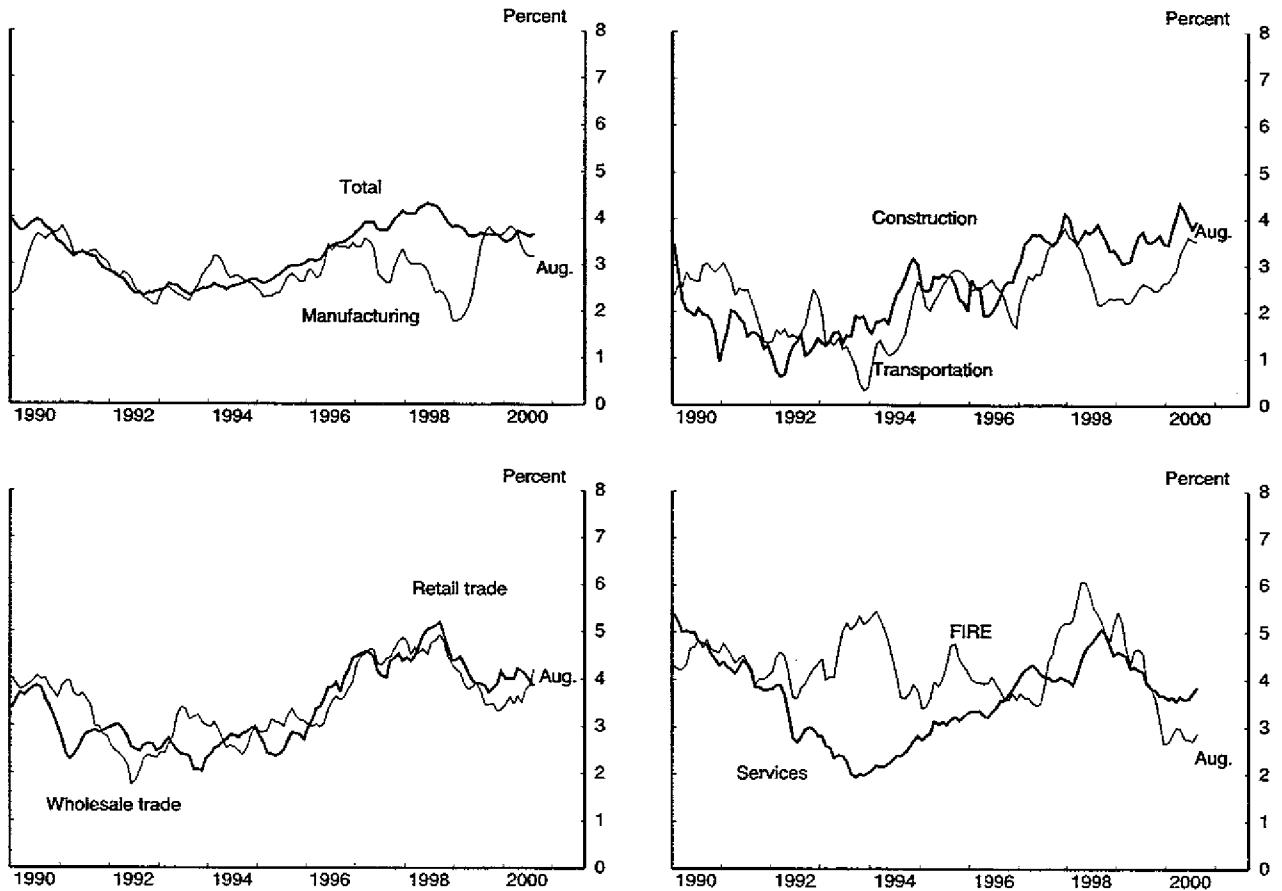 Percent
8
7
6
5
4
3
2
1
0
Total
Manufacturing
Aug.
1990 1992 1994 1996 1998 2000
Percent
8
7
6
5
4
3
2
1
0
Construction
Transportation
Aug.
1990 1992 1994 1996 1998 2000
Percent
8
7
6
5
4
3
2
1
0
Retail trade
Wholesale trade
Aug.
1990 1992 1994 1996 1998 2000
Percent
8
7
6
5
4
3
2
1
0
FIRE
Services
Aug.
1990 1992 1994 1996 1998 2000